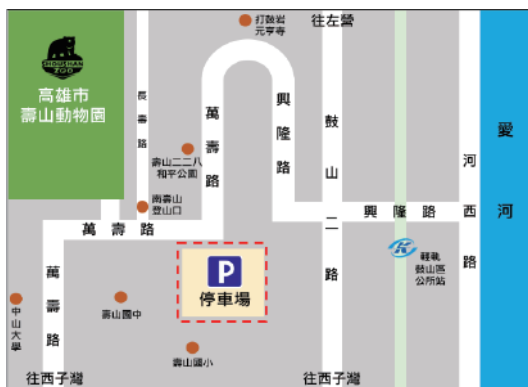 打鼓岩
元亨寺
往左營
SHOUSHAN
ZOO
高雄市
壽山動物園
長壽路
萬壽路
興隆路
鼓山二路
愛河
河西路
壽山二二八
和平公園
南壽山
登山口
萬壽路
興隆路
P
停車場
輕軌
鼓山區
公所站
萬壽路
中山大學
壽山國中
壽山國小
往西子灣
往西子灣